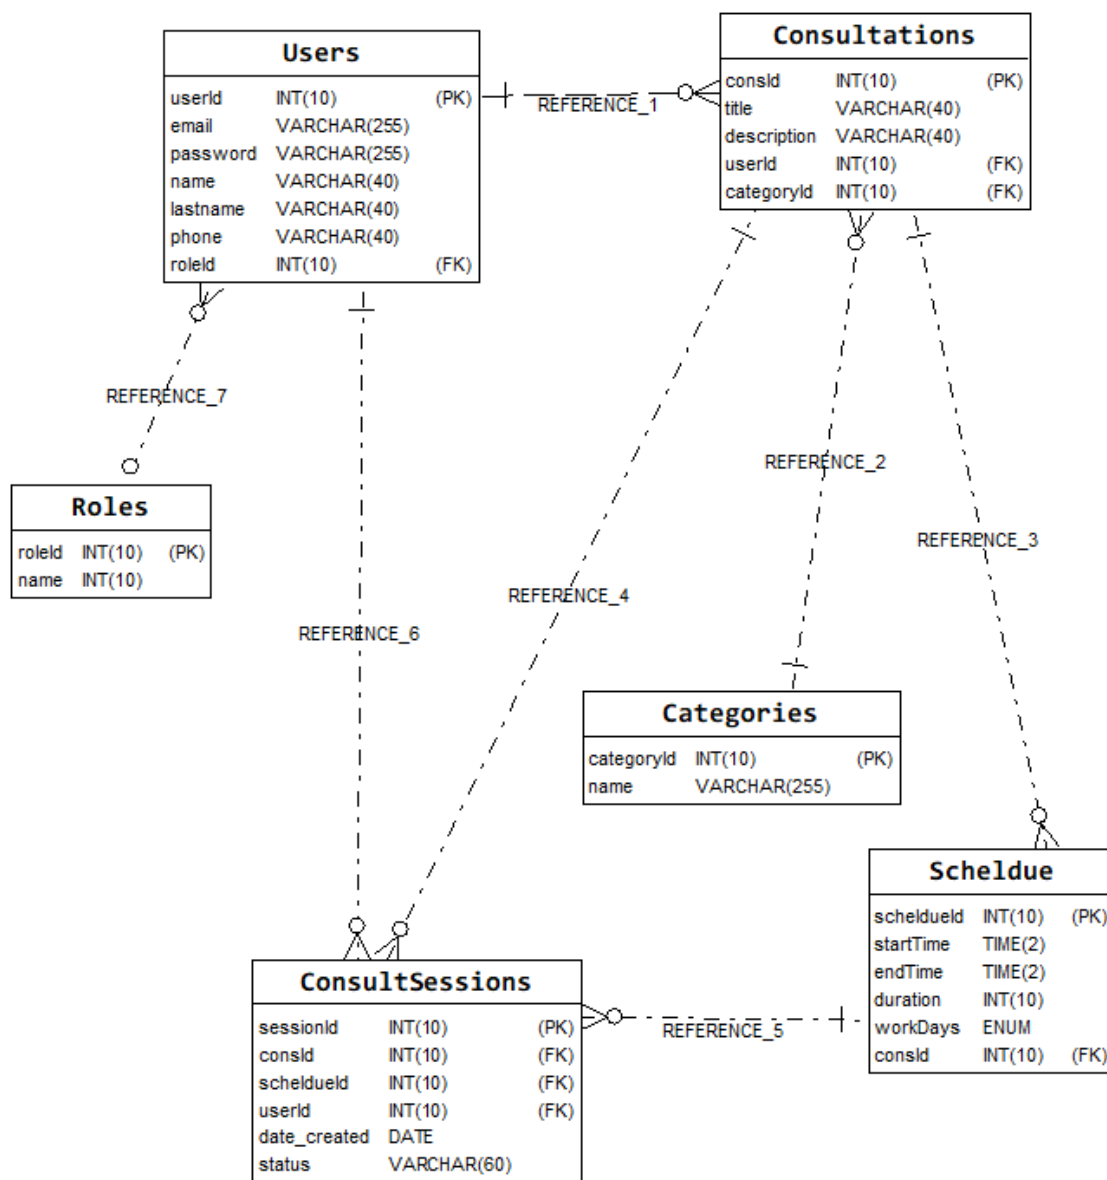 Users
userId INT(10) (PK)
email VARCHAR(255)
password VARCHAR(255)
name VARCHAR(40)
lastname VARCHAR(40)
phone VARCHAR(40)
roleId INT(10) (FK)
REFERENCE_1
Consultations
consId INT(10) (PK)
title VARCHAR(40)
description VARCHAR(40)
userId INT(10) (FK)
categoryId INT(10) (FK)
REFERENCE_7
Roles
roleId INT(10) (PK)
name INT(10)
REFERENCE_6
REFERENCE_4
REFERENCE_2
REFERENCE_3
Categories
categoryId INT(10) (PK)
name VARCHAR(255)
Scheldue
scheldueId INT(10) (PK)
startTime TIME(2)
endTime TIME(2)
duration INT(10)
workDays ENUM
consId INT(10) (FK)
REFERENCE_5
ConsultSessions
sessionId INT(10) (PK)
consId INT(10) (FK)
scheldueId INT(10) (FK)
userId INT(10) (FK)
date_created DATE
status VARCHAR(60)